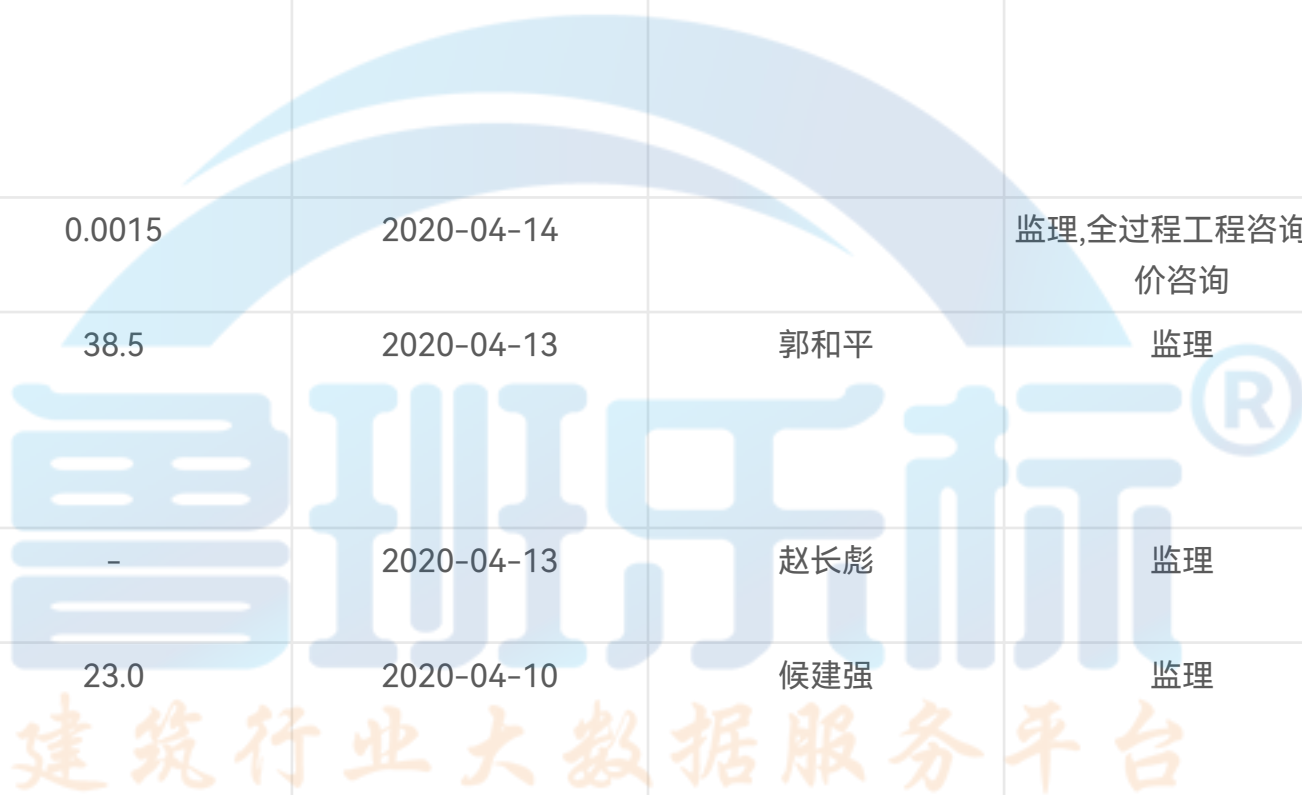 0.0015 2020-04-14 监理,全过程工程咨询
价咨询
38.5 2020-04-13 郭和平 监理
鲁班乐标®
- 2020-04-13 赵长彪 监理
23.0 2020-04-10 候建强 监理
建筑行业大数据服务平台